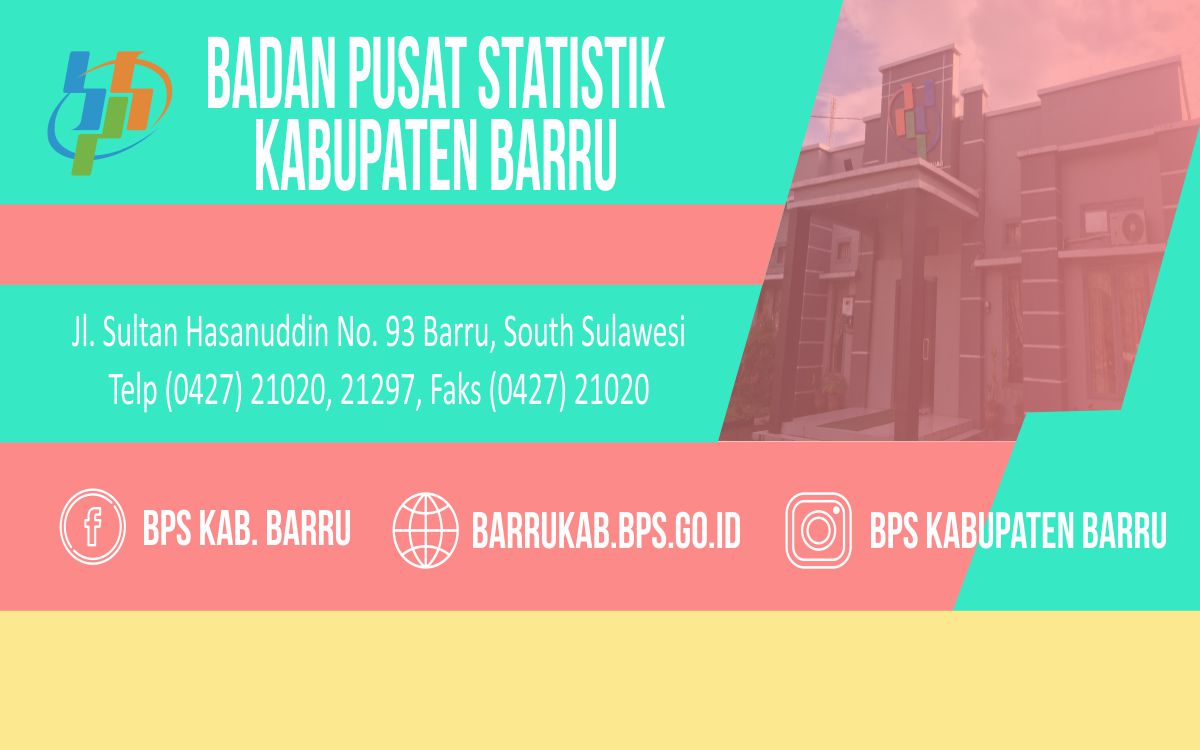 BADAN PUSAT STATISTIK
KABUPATEN BARRU
Jl. Sultan Hasanuddin No. 93 Barru, South Sulawesi
Telp (0427) 21020, 21297, Faks (0427) 21020
BPS KAB. BARRU
BARRUKAB.BPS.GO.ID
BPS KABUPATEN BARRU